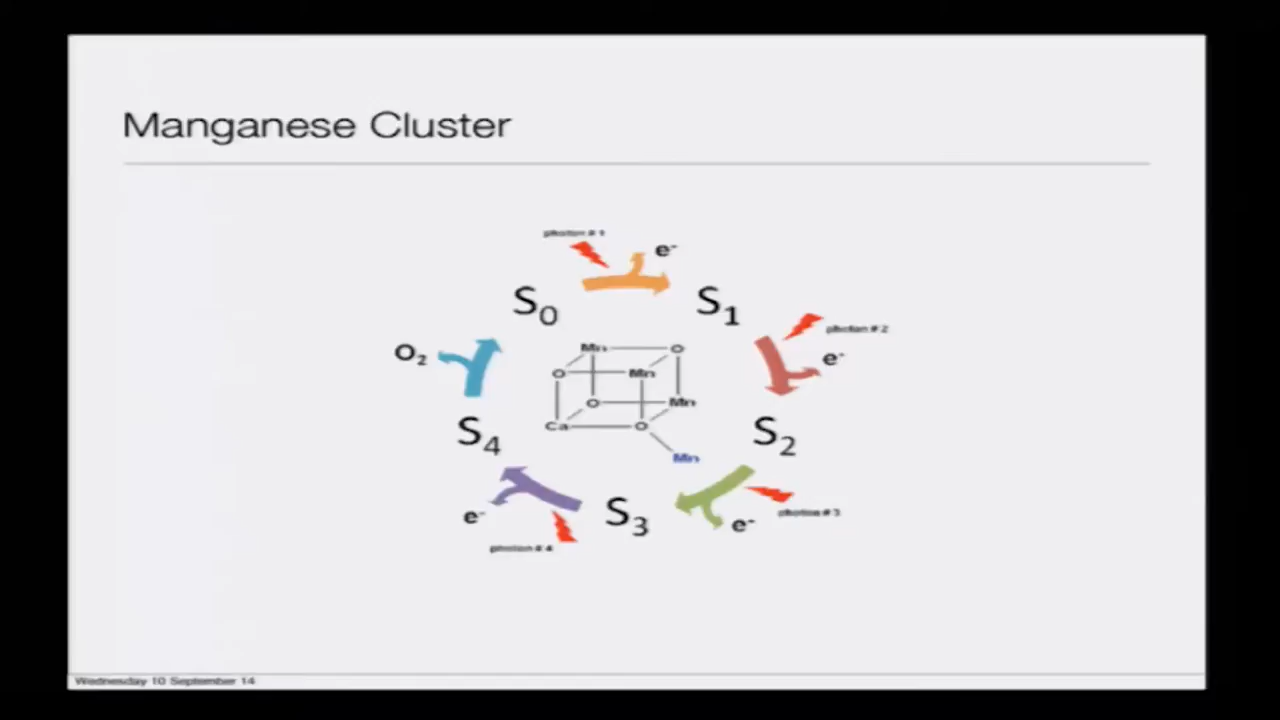 Manganese Cluster
photon # 1
e-
S0
S1
photon # 2
O2
e-
Mn
O
O
Mn
O
Mn
Ca
O
S4
S2
Mn
e-
S3
e-
photon # 3
photon # 4
Wednesday 10 September 14